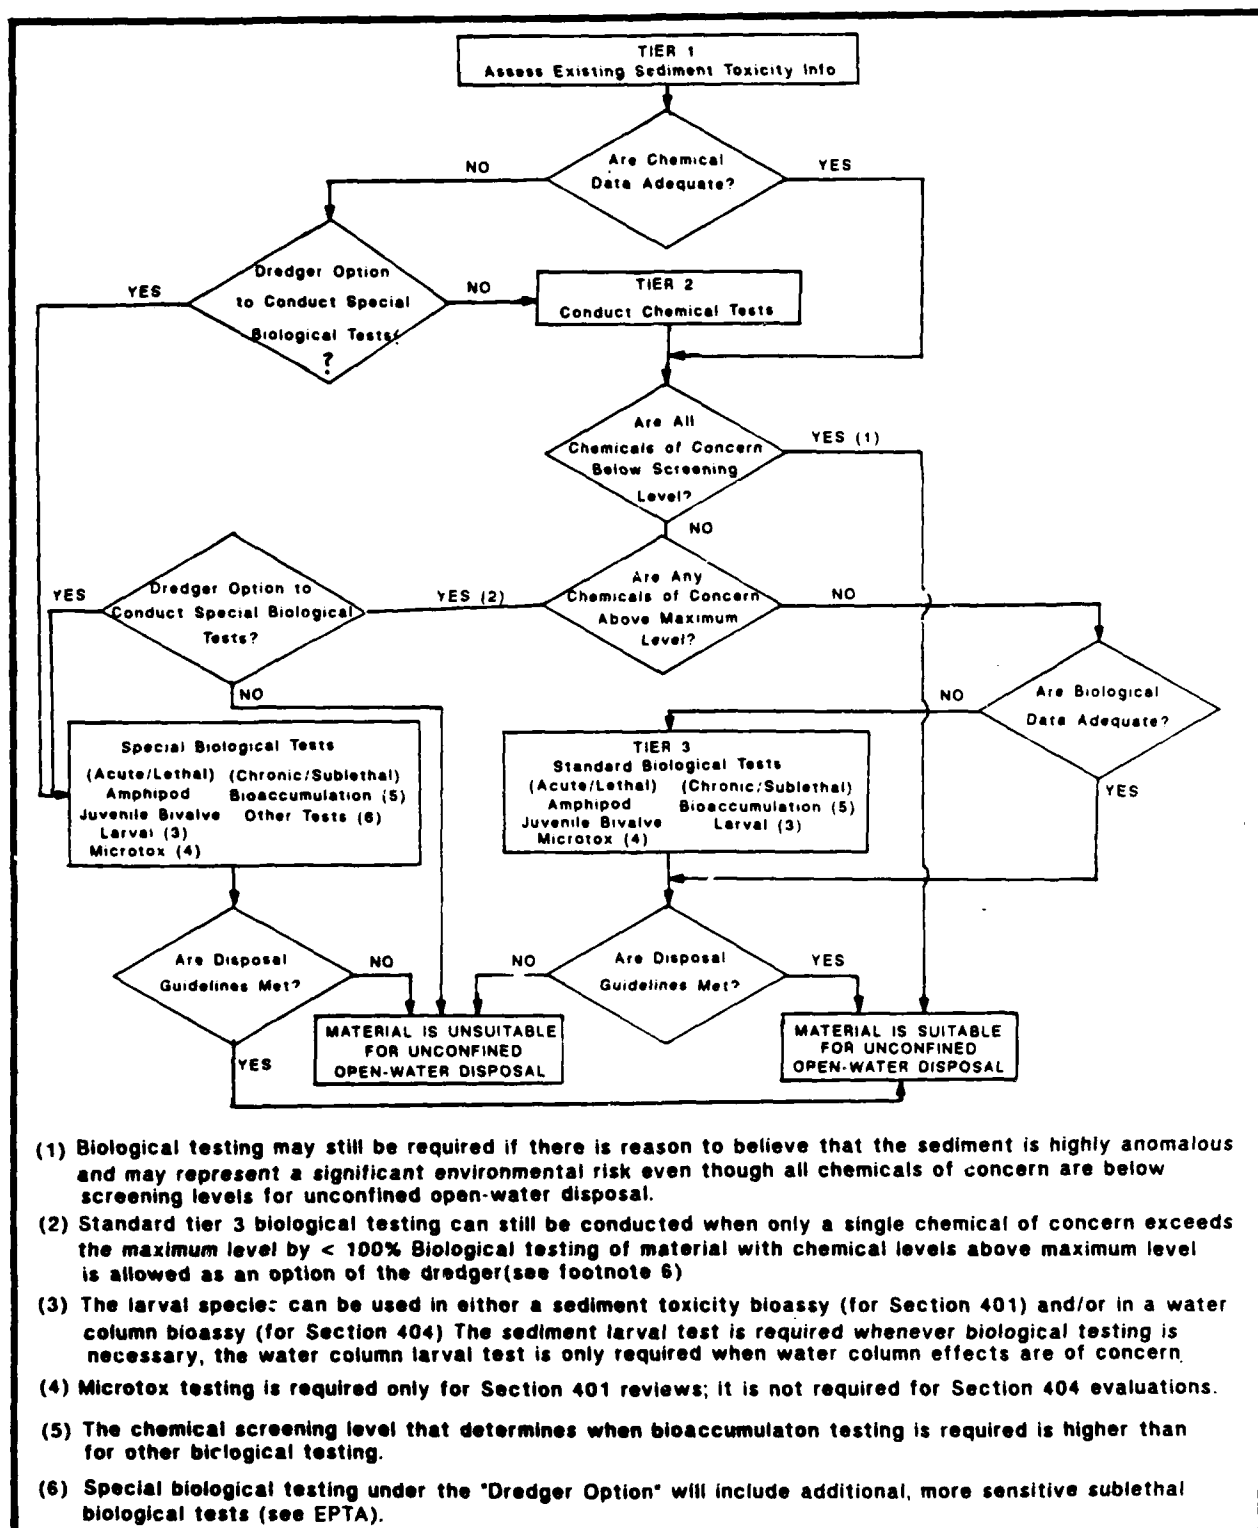 TIER 1
Assess Existing Sediment Toxicity Info
Are Chemical
Data Adequate?
NO
YES
Dredger Option
to Conduct Special
Biological Tests
?
YES
NO
TIER 2
Conduct Chemical Tests
Are All
Chemicals of Concern
Below Screening
Level?
YES (1)
NO
Are Any
Chemicals of Concern
Above Maximum
Level?
YES (2)
NO
Dredger Option to
Conduct Special Biological
Tests?
YES
NO
Are Biological
Data Adequate?
NO
YES
Special Biological Tests
(Acute/Lethal) (Chronic/Sublethal)
Amphipod Bioaccumulation (5)
Juvenile Bivalve Other Tests (6)
Larval (3)
Microtox (4)
TIER 3
Standard Biological Tests
(Acute/Lethal) (Chronic/Sublethal)
Amphipod Bioaccumulation (5)
Juvenile Bivalve Larval (3)
Microtox (4)
Are Disposal
Guidelines Met?
NO
YES
Are Disposal
Guidelines Met?
NO
YES
MATERIAL IS UNSUITABLE
FOR UNCONFINED
OPEN-WATER DISPOSAL
MATERIAL IS SUITABLE
FOR UNCONFINED
OPEN-WATER DISPOSAL
(1) Biological testing may still be required if there is reason to believe that the sediment is highly anomalous
and may represent a significant environmental risk even though all chemicals of concern are below
screening levels for unconfined open-water disposal.
(2) Standard tier 3 biological testing can still be conducted when only a single chemical of concern exceeds
the maximum level by < 100% Biological testing of material with chemical levels above maximum level
is allowed as an option of the dredger(see footnote 6)
(3) The larval species can be used in either a sediment toxicity bioassy (for Section 401) and/or in a water
column bioassy (for Section 404) The sediment larval test is required whenever biological testing is
necessary, the water column larval test is only required when water column effects are of concern.
(4) Microtox testing is required only for Section 401 reviews; it is not required for Section 404 evaluations.
(5) The chemical screening level that determines when bioaccumulaton testing is required is higher than
for other biological testing.
(6) Special biological testing under the "Dredger Option" will include additional, more sensitive sublethal
biological tests (see EPTA).